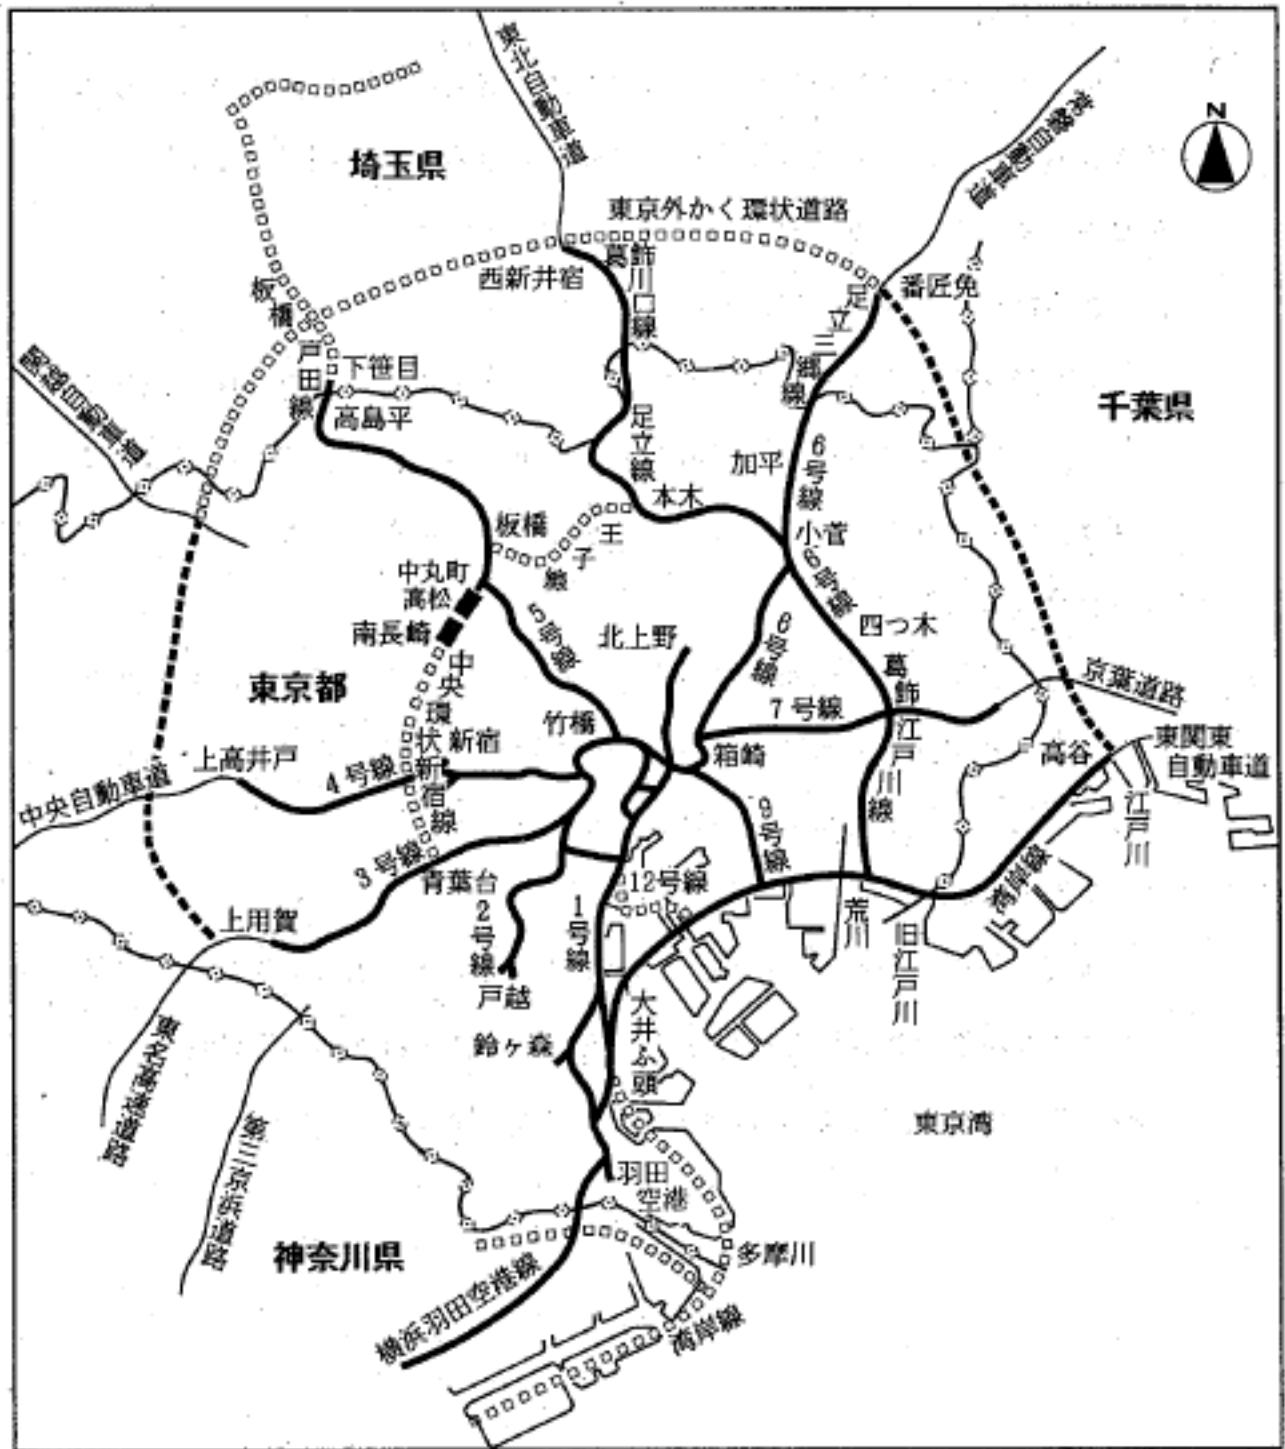 N
東北自動車道
常磐自動車道
埼玉県
東京外かく環状道路
葛飾川口線
西新井宿
足立三郷線
番匠免
板橋戸田線
下笹目
高島平
関越自動車道
千葉県
足立線
加平
6号線
本木
板橋
王子線
小菅
6号線
中丸町
高松
南長崎
5号線
北上野
6号線
四つ木
葛飾江戸川線
京葉道路
東京都
中央環状新宿線
7号線
竹橋
新宿
箱崎
高谷
東関東
自動車道
上高井戸
4号線
中央自動車道
江戸川
9号線
3号線
青葉台
12号線
湾岸線
上用賀
2号線
1号線
荒川
旧江戸川
戸越
大井ふ頭
鈴ヶ森
東名高速道路
第三京浜道路
東京湾
羽田
空港
神奈川県
多摩川
横浜羽田空港線
湾岸線